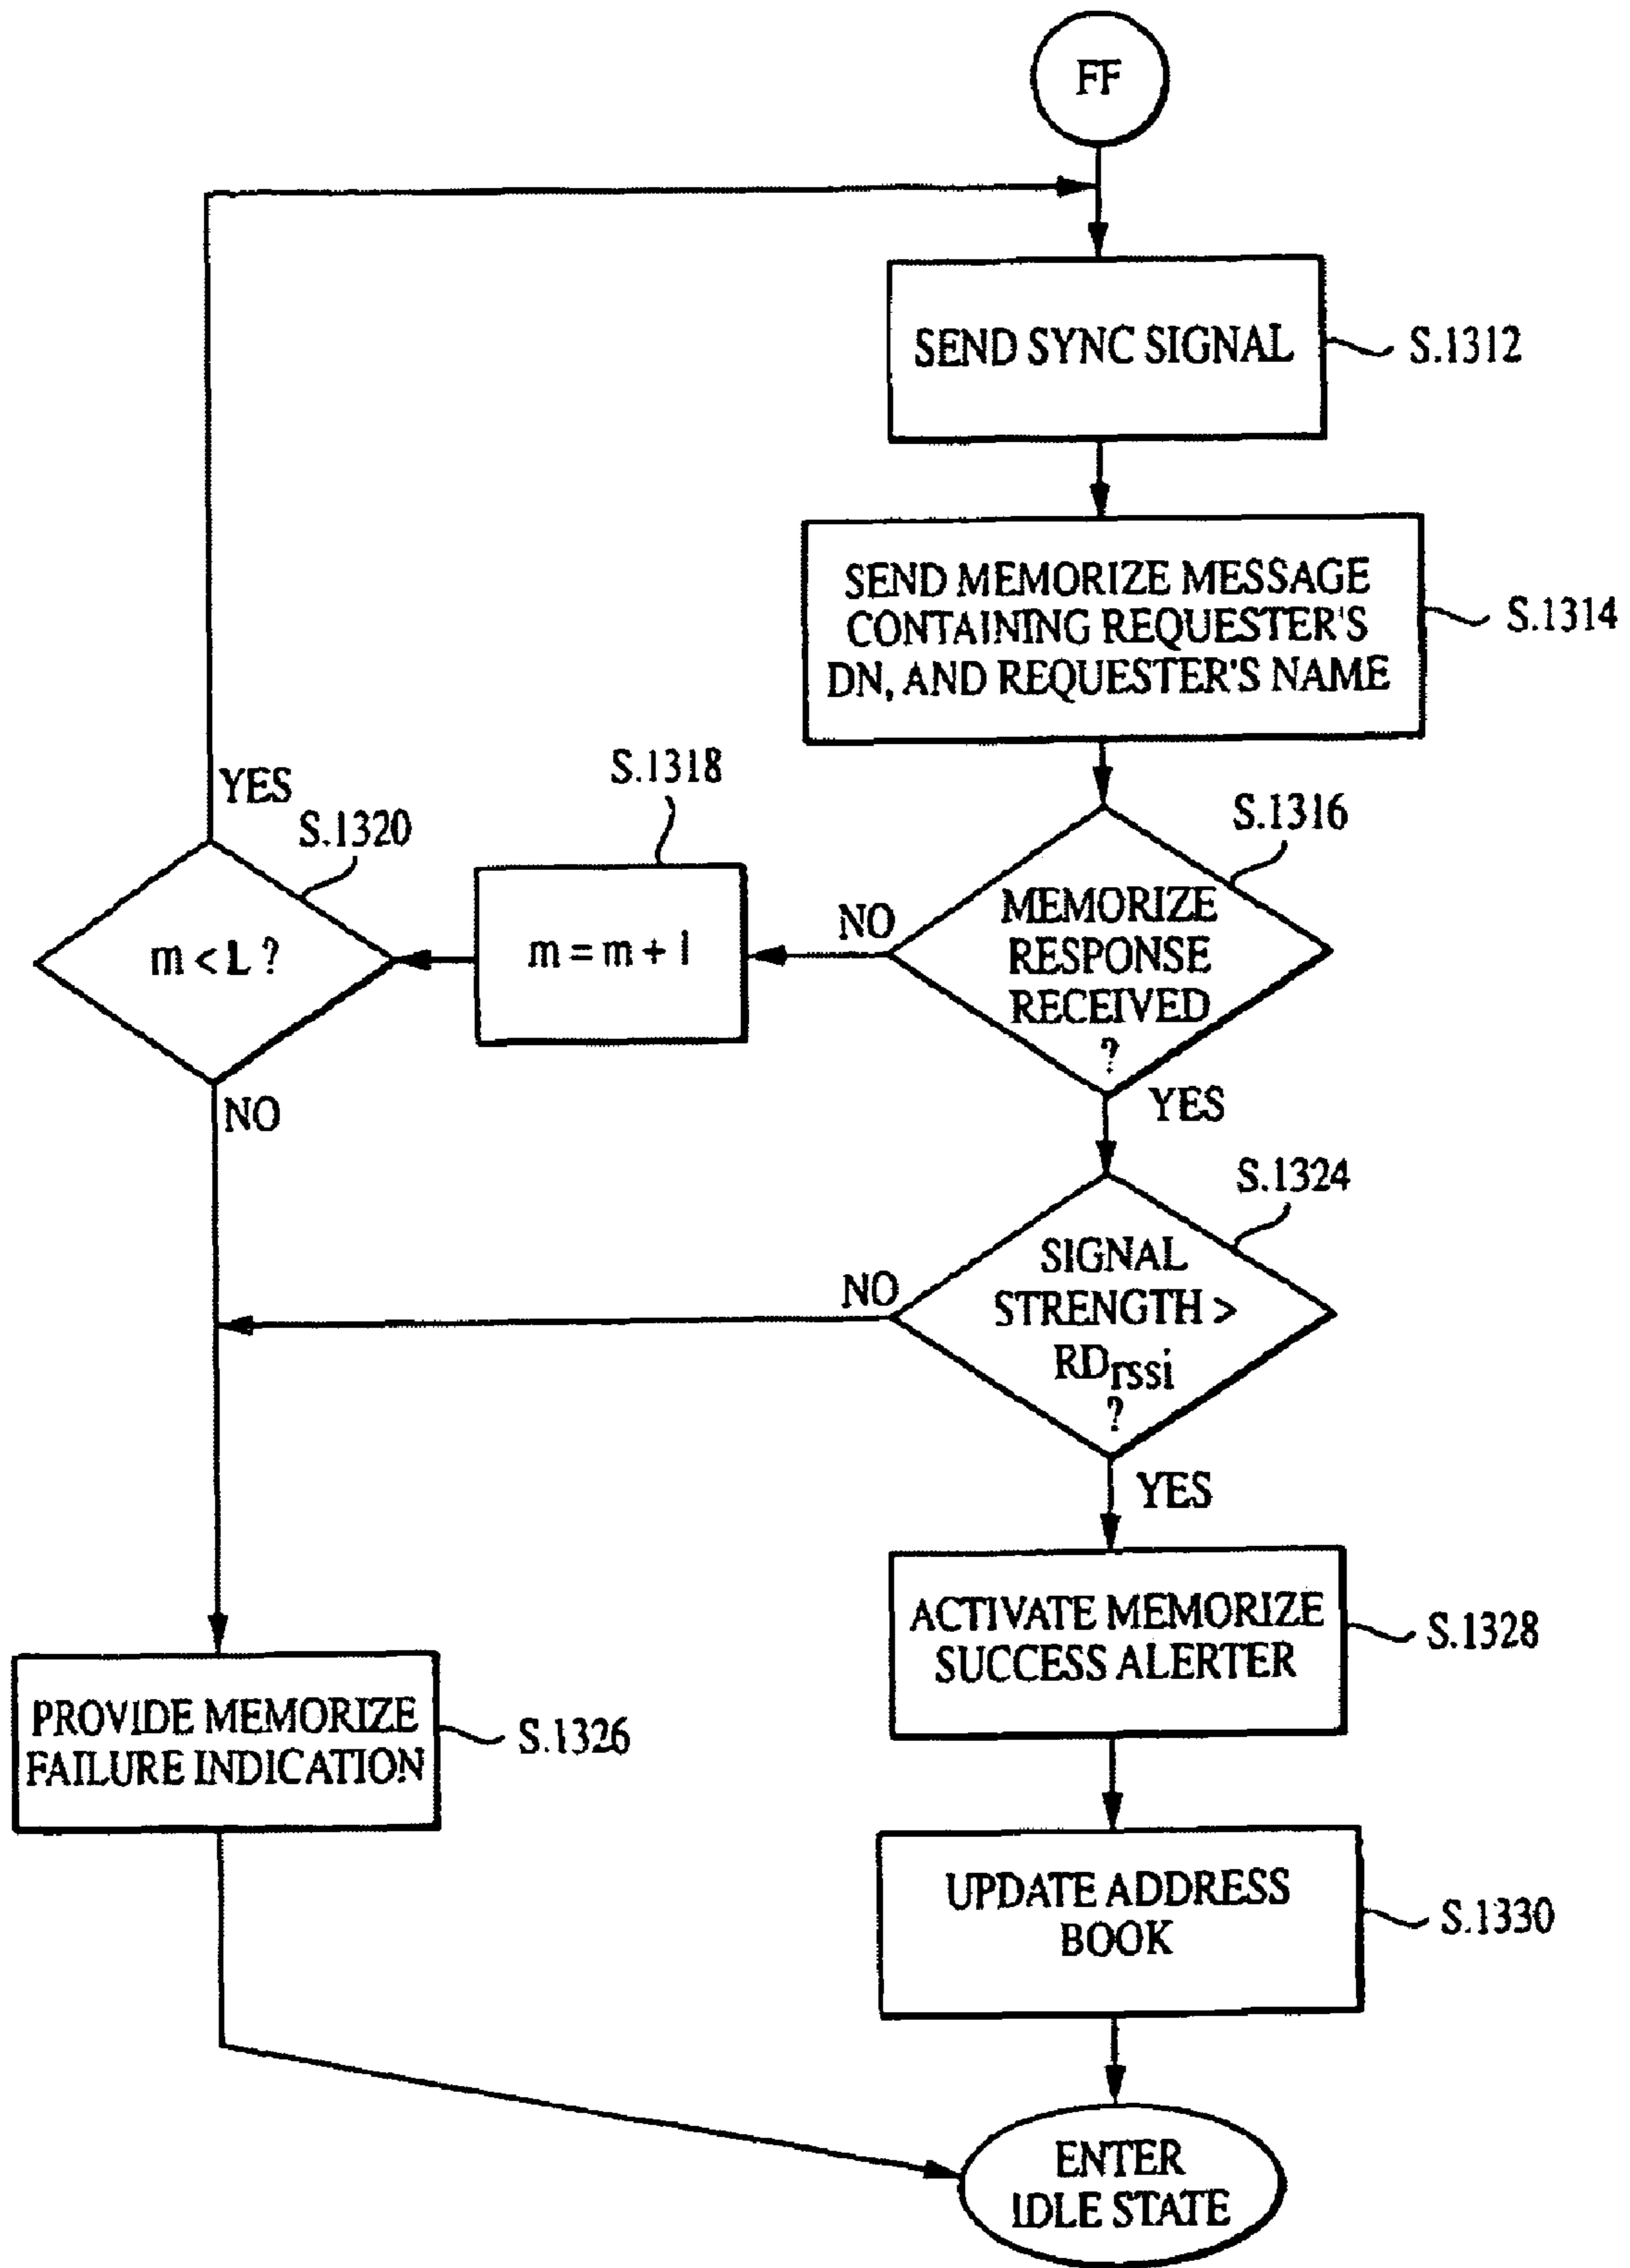 FF
SEND SYNC SIGNAL
S.1312
SEND MEMORIZE MESSAGE
CONTAINING REQUESTER'S
DN, AND REQUESTER'S NAME
S.1314
MEMORIZE
RESPONSE
RECEIVED
?
S.1316
NO
YES
m = m + 1
S.1318
m < L ?
S.1320
YES
NO
SIGNAL
STRENGTH >
RDrssi
?
S.1324
NO
YES
ACTIVATE MEMORIZE
SUCCESS ALERTER
S.1328
PROVIDE MEMORIZE
FAILURE INDICATION
S.1326
UPDATE ADDRESS
BOOK
S.1330
ENTER
IDLE STATE